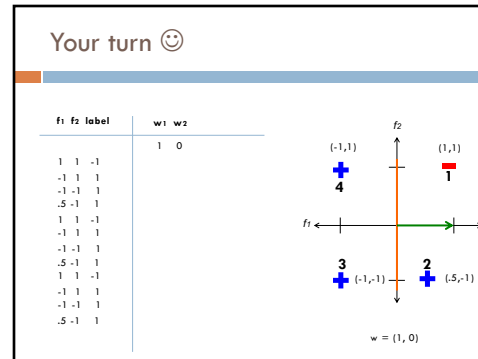 Your turn ☺
f1 f2 label w1 w2
1 0
1 1 -1
-1 1 1
-1 -1 1
.5 -1 1
1 1 -1
-1 1 1
-1 -1 1
.5 -1 1
1 1 -1
-1 1 1
-1 -1 1
.5 -1 1
f2
(-1,1) (1,1)
4 1
f1
3 2
(-1,-1) (.5,-1)
w = (1, 0)